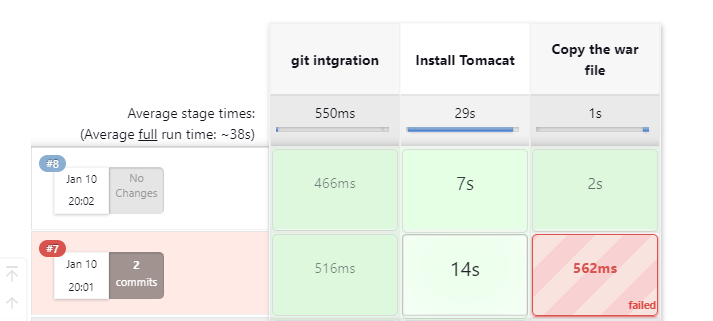 git intgration
Install Tomacat
Copy the war
file
Average stage times:
(Average full run time: ~38s)
550ms
29s
1s
#8
Jan 10
20:02
No
Changes
466ms
7s
2s
#7
Jan 10
20:01
2
commits
516ms
14s
562ms
failed